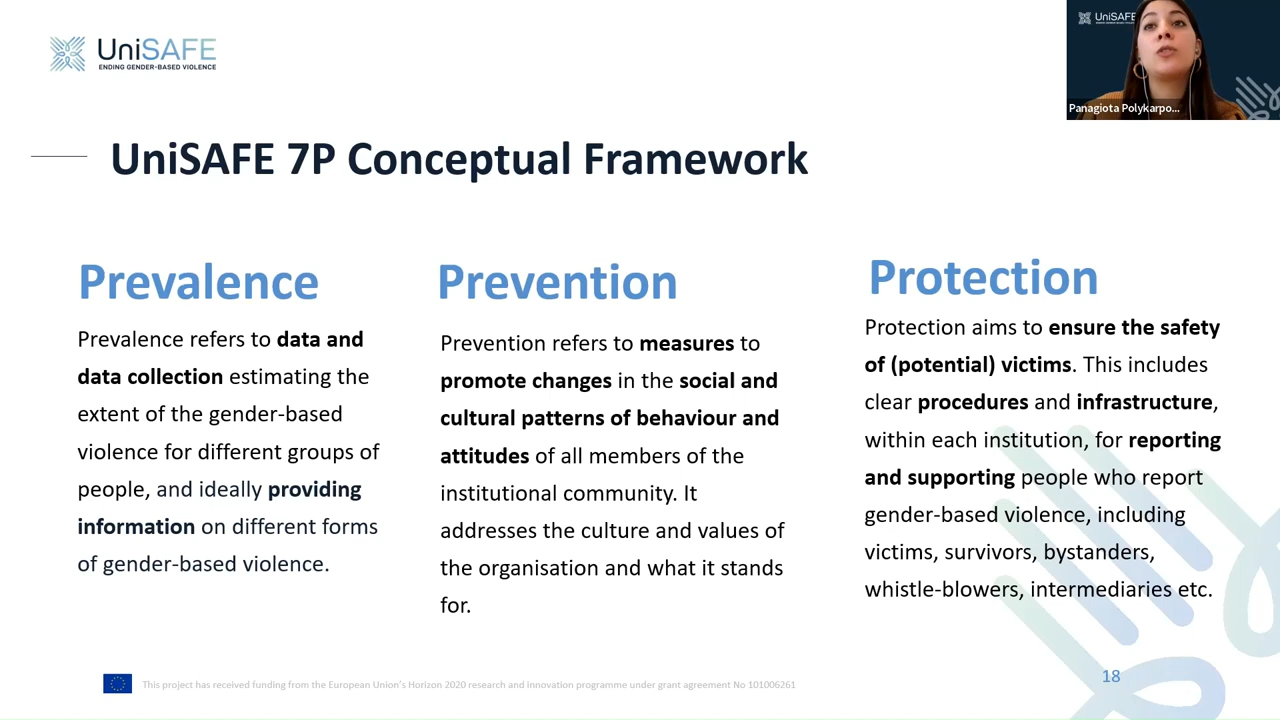 UniSAFE
ENDING GENDER-BASED VIOLENCE
UniSAFE
Panagiota Polykarpo...
UniSAFE 7P Conceptual Framework
Prevalence
Prevalence refers to data and
data collection estimating the
extent of the gender-based
violence for different groups of
people, and ideally providing
information on different forms
of gender-based violence.
Prevention
Prevention refers to measures to
promote changes in the social and
cultural patterns of behaviour and
attitudes of all members of the
institutional community. It
addresses the culture and values of
the organisation and what it stands
for.
Protection
Protection aims to ensure the safety
of (potential) victims. This includes
clear procedures and infrastructure,
within each institution, for reporting
and supporting people who report
gender-based violence, including
victims, survivors, bystanders,
whistle-blowers, intermediaries etc.
This project has received funding from the European Union's Horizon 2020 research and innovation programme under grant agreement No 101006261
18